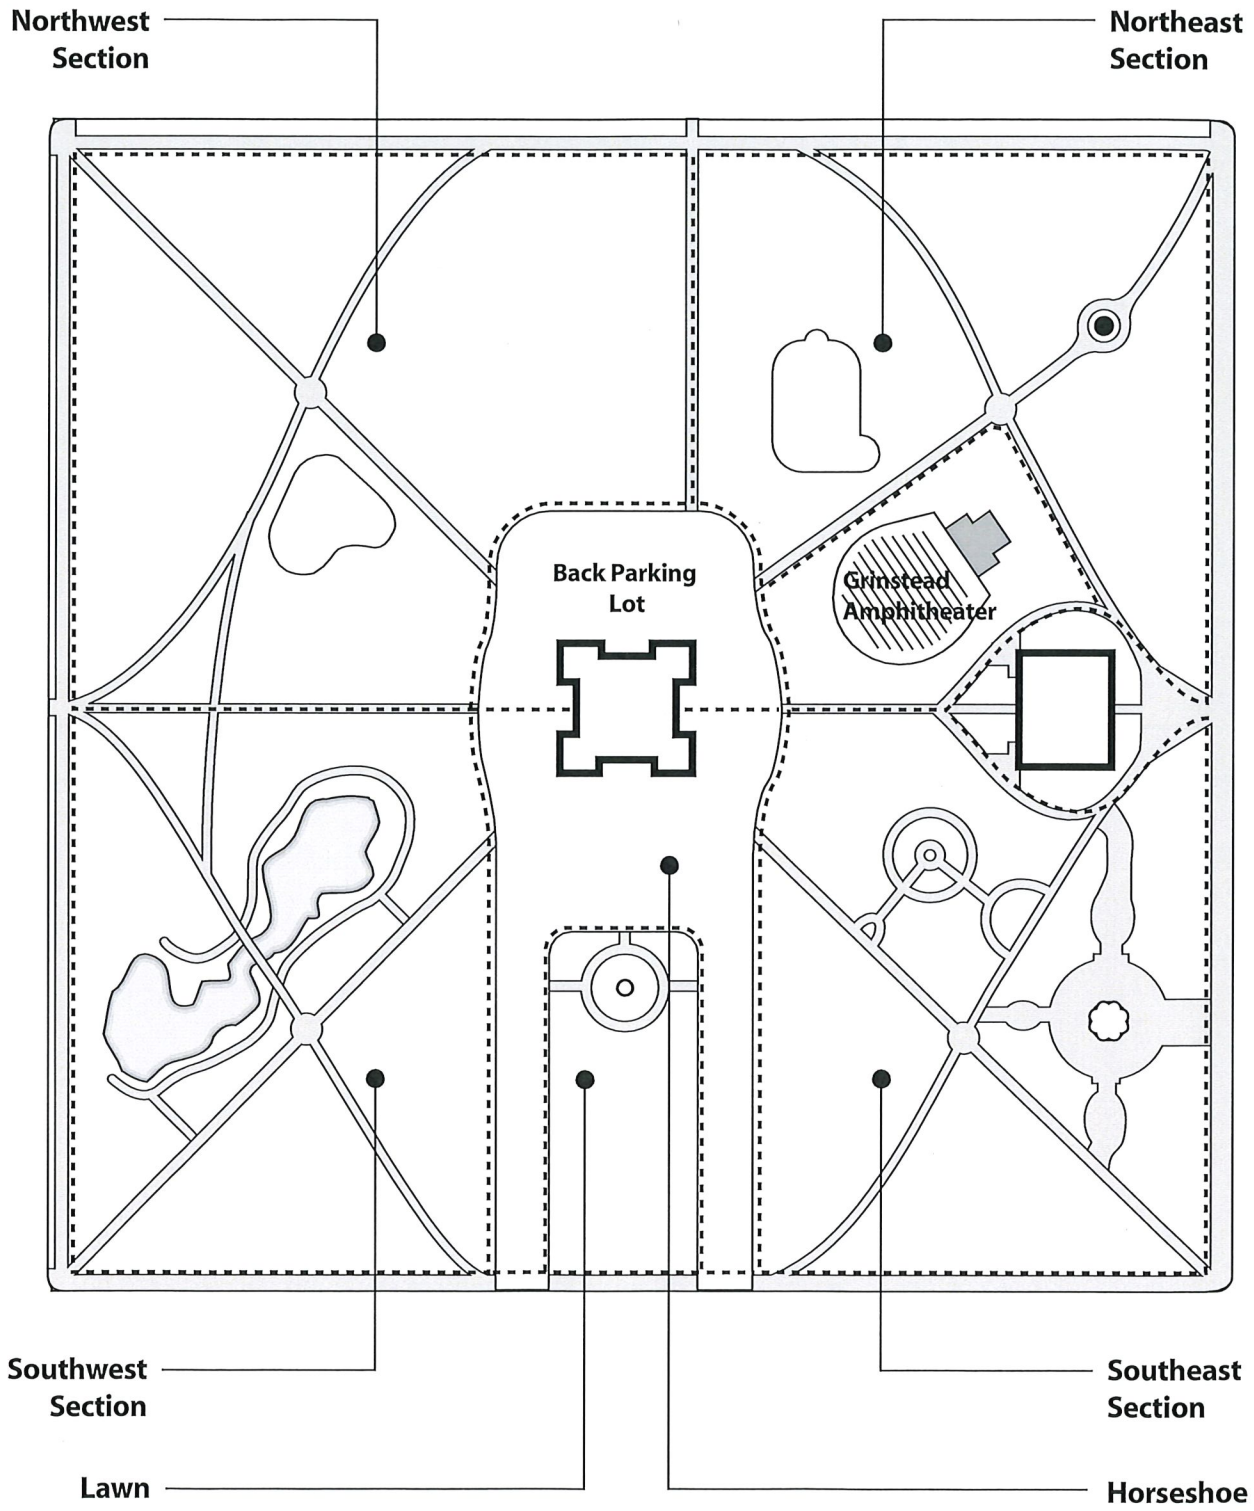 Northwest
Section
Northeast
Section
Back Parking
Lot
Grinstead
Amphitheater
Southwest
Section
Southeast
Section
Lawn
Horseshoe